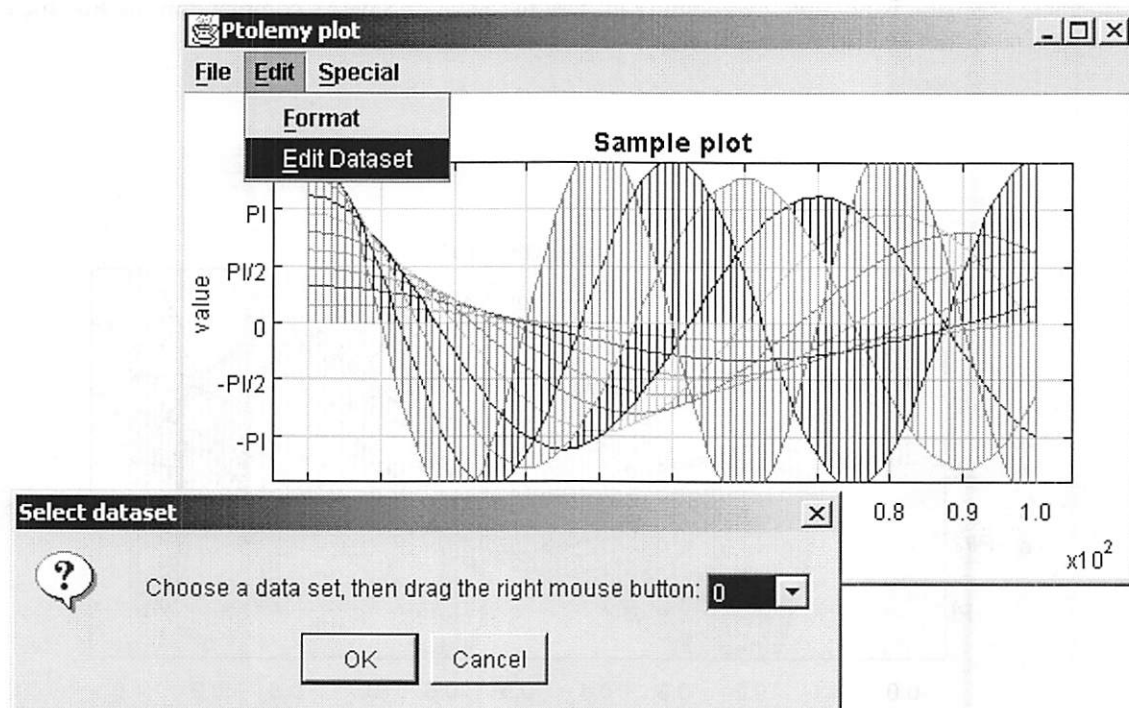 Ptolemy plot
File Edit Special
Format
Edit Dataset
Sample plot
value
PI
PI/2
0
-PI/2
-PI
0.8 0.9 1.0
x10²
Select dataset
Choose a data set, then drag the right mouse button: 0
OK Cancel